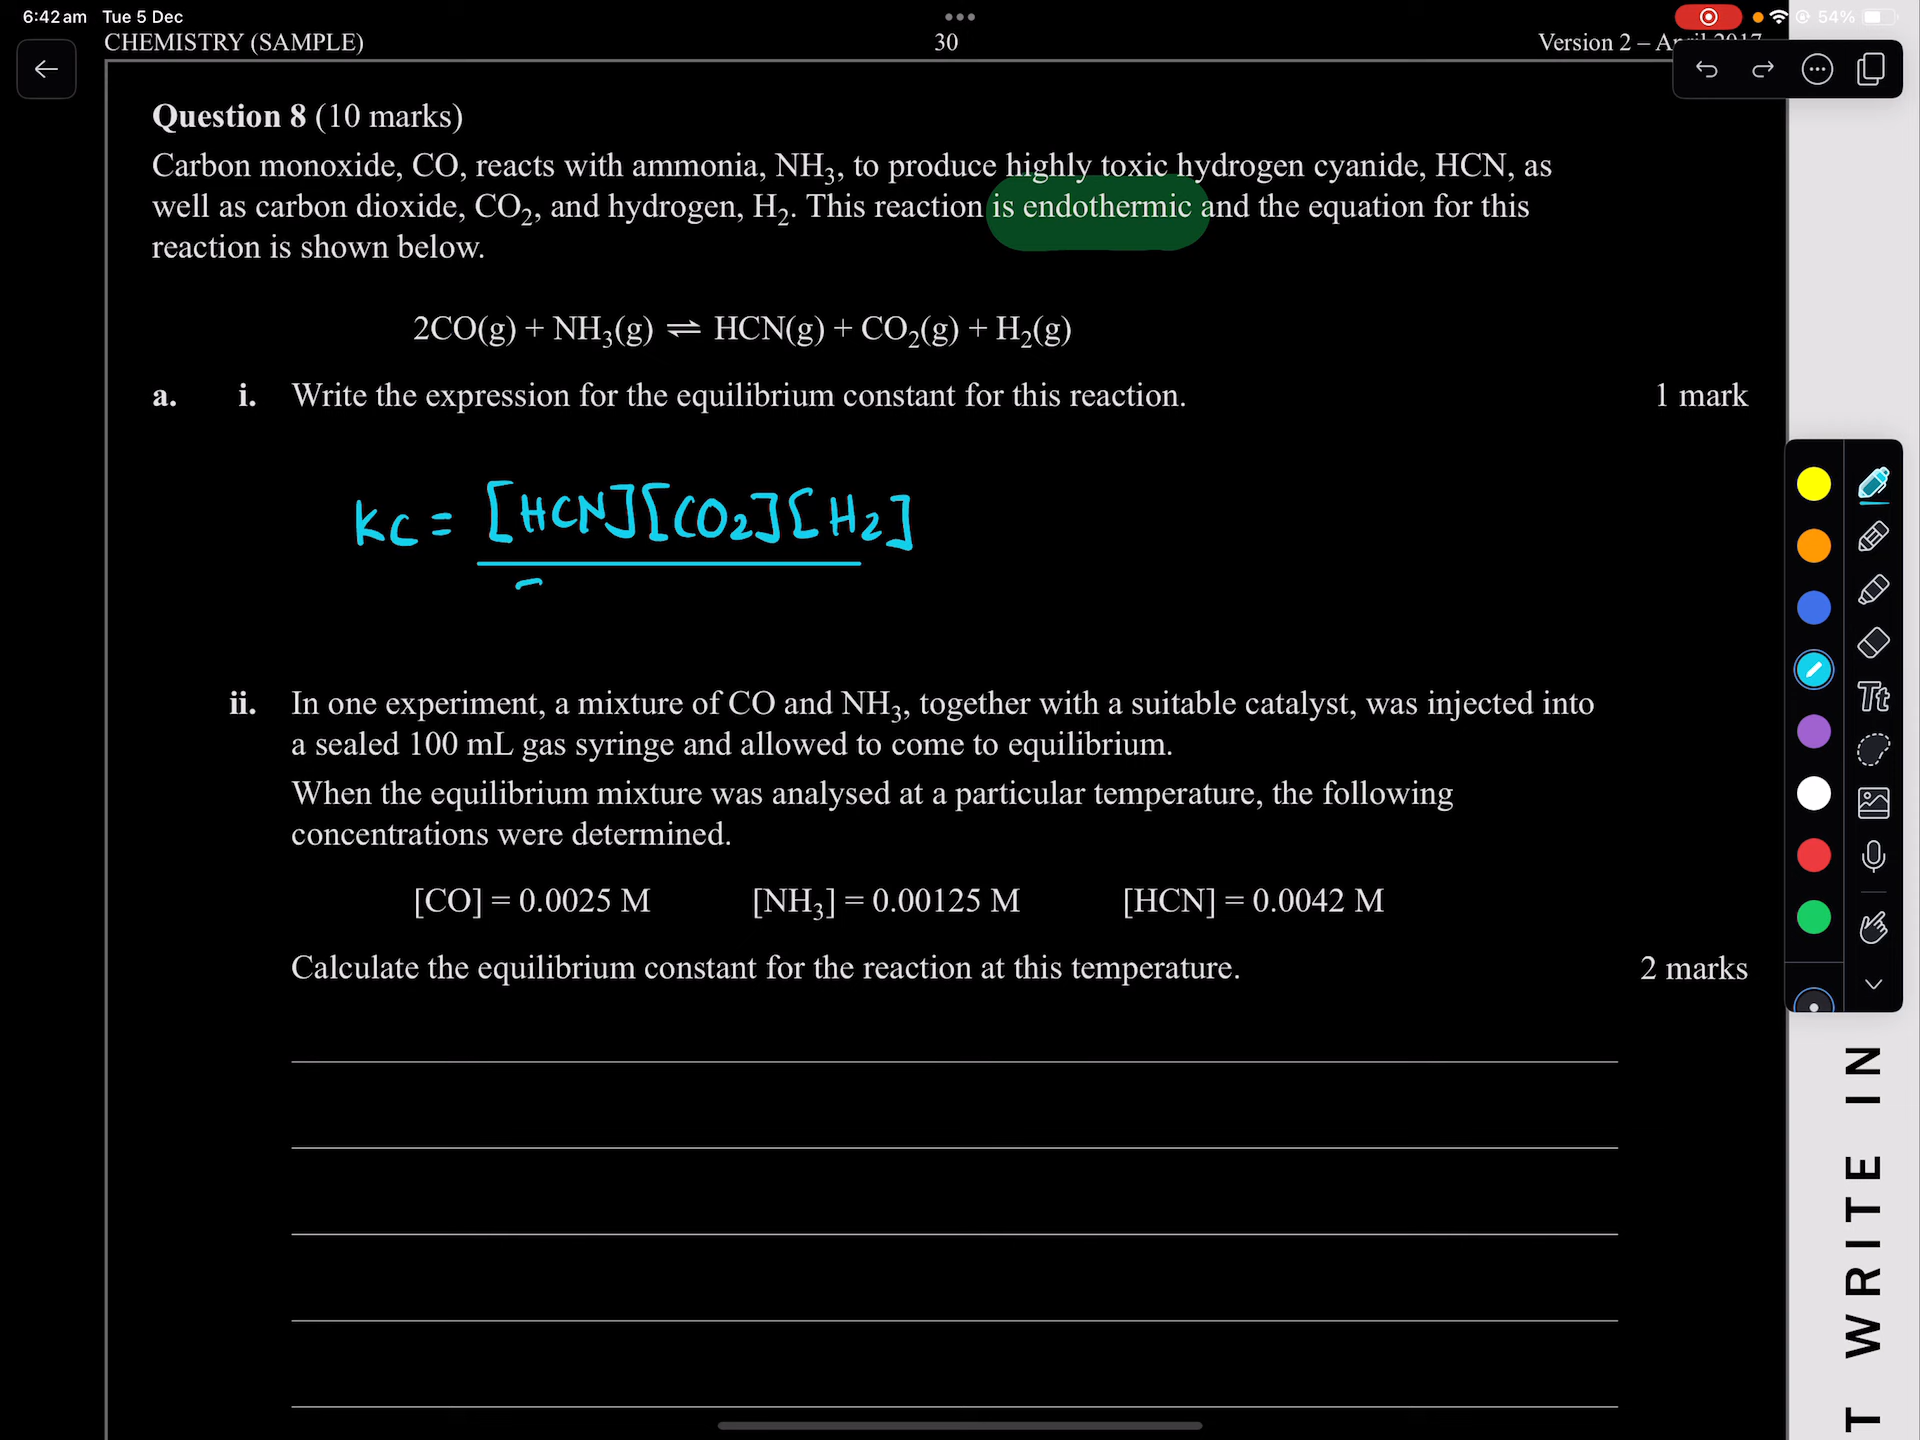 6:42 am Tue 5 Dec
54%
CHEMISTRY (SAMPLE) 30 Version 2 – April 2017
Question 8 (10 marks)
Carbon monoxide, CO, reacts with ammonia, NH₃, to produce highly toxic hydrogen cyanide, HCN, as
well as carbon dioxide, CO₂, and hydrogen, H₂. This reaction is endothermic and the equation for this
reaction is shown below.
2CO(g) + NH₃(g) ⇌ HCN(g) + CO₂(g) + H₂(g)
a. i. Write the expression for the equilibrium constant for this reaction. 1 mark
KC = [HCN][CO₂][H₂]
ii. In one experiment, a mixture of CO and NH₃, together with a suitable catalyst, was injected into
a sealed 100 mL gas syringe and allowed to come to equilibrium.
When the equilibrium mixture was analysed at a particular temperature, the following
concentrations were determined.
[CO] = 0.0025 M [NH₃] = 0.00125 M [HCN] = 0.0042 M
Calculate the equilibrium constant for the reaction at this temperature. 2 marks
Tt
T WRITE IN